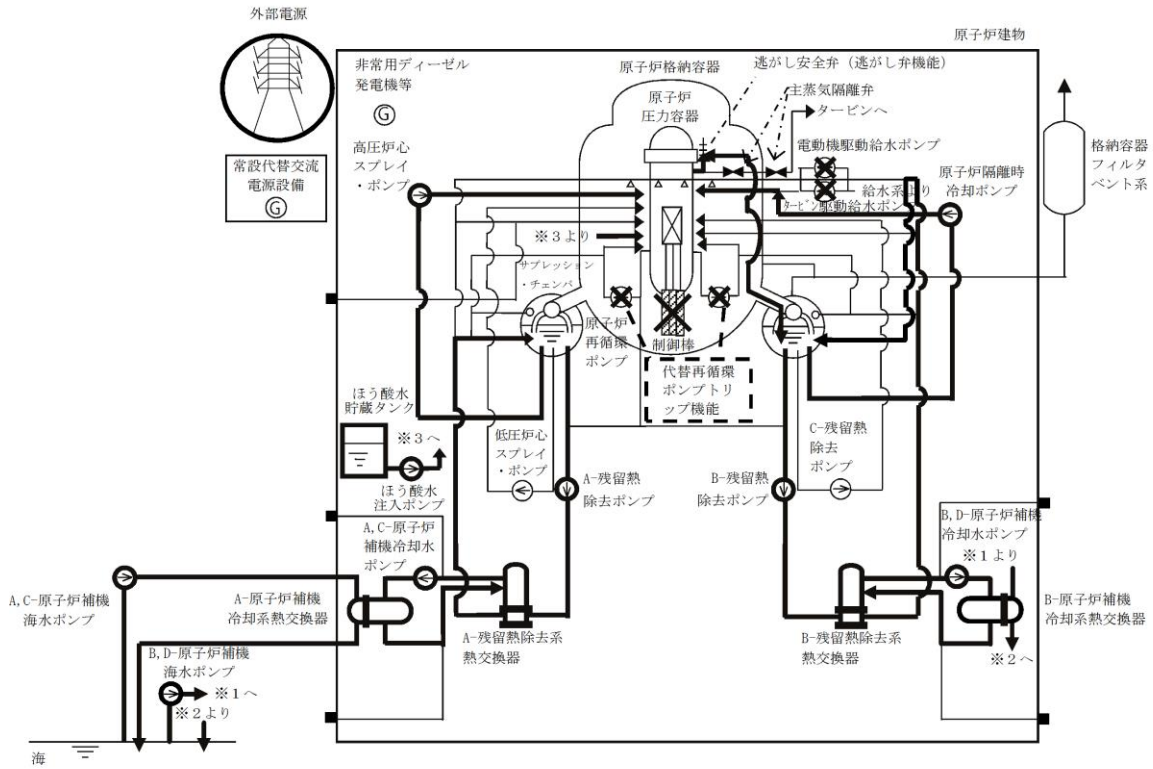 外部電源
原子炉建物
非常用ディーゼル
発電機等
G
常設代替交流
電源設備
G
原子炉格納容器
原子炉
圧力容器
逃がし安全弁（逃がし弁機能）
主蒸気隔離弁
タービンへ
電動機駆動給水ポンプ
給水系より
タービン駆動給水ポンプ
原子炉隔離時
冷却ポンプ
格納容器
フィルタ
ベント系
高圧炉心
スプレイ
・ポンプ
※3より
サプレッション
・チェンバ
原子炉
再循環
ポンプ
制御棒
代替再循環
ポンプトリ
ップ機能
ほう酸水
貯蔵タンク
※3へ
ほう酸水
注入ポンプ
低圧炉心
スプレイ
・ポンプ
A-残留熱
除去ポンプ
B-残留熱
除去ポンプ
C-残留熱
除去
ポンプ
A,C-原子炉
補機冷却水
ポンプ
B,D-原子炉補機
冷却水ポンプ
※1より
A,C-原子炉補機
海水ポンプ
A-原子炉補機
冷却系熱交換器
A-残留熱除去系
熱交換器
B-残留熱除去系
熱交換器
B-原子炉補機
冷却系熱交換器
※2へ
B,D-原子炉補機
海水ポンプ
※1へ
※2より
海